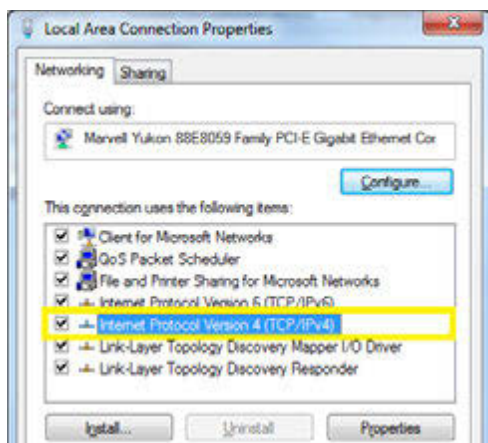 Local Area Connection Properties
Networking Sharing
Connect using:
Marvell Yukon 88E8059 Family PCI-E Gigabit Ethernet Cor
Configure...
This connection uses the following items:
Client for Microsoft Networks
QoS Packet Scheduler
File and Printer Sharing for Microsoft Networks
Internet Protocol Version 6 (TCP/IPv6)
Internet Protocol Version 4 (TCP/IPv4)
Link-Layer Topology Discovery Mapper I/O Driver
Link-Layer Topology Discovery Responder
Install... Uninstall Properties